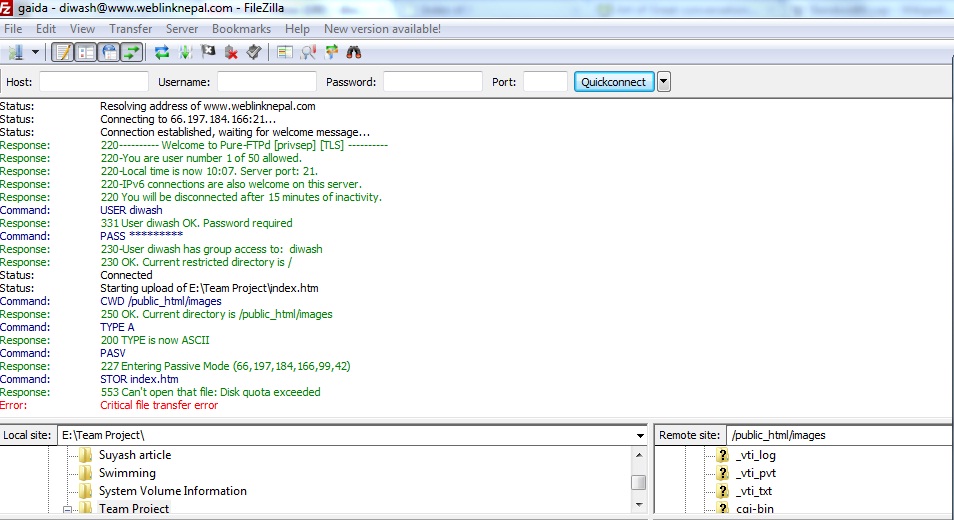 gaida - diwash@www.weblinknepal.com - FileZilla
File Edit View Transfer Server Bookmarks Help New version available!
Host: Username: Password: Port: Quickconnect
Status: Resolving address of www.weblinknepal.com
Status: Connecting to 66.197.184.166:21...
Status: Connection established, waiting for welcome message...
Response: 220---------- Welcome to Pure-FTPd [privsep] [TLS] ----------
Response: 220-You are user number 1 of 50 allowed.
Response: 220-Local time is now 10:07. Server port: 21.
Response: 220-IPv6 connections are also welcome on this server.
Response: 220 You will be disconnected after 15 minutes of inactivity.
Command: USER diwash
Response: 331 User diwash OK. Password required
Command: PASS *********
Response: 230-User diwash has group access to: diwash
Response: 230 OK. Current restricted directory is /
Status: Connected
Status: Starting upload of E:\Team Project\index.htm
Command: CWD /public_html/images
Response: 250 OK. Current directory is /public_html/images
Command: TYPE A
Response: 200 TYPE is now ASCII
Command: PASV
Response: 227 Entering Passive Mode (66,197,184,166,99,42)
Command: STOR index.htm
Response: 553 Can't open that file: Disk quota exceeded
Error: Critical file transfer error
Local site: E:\Team Project\
Suyash article
Swimming
System Volume Information
Team Project
Remote site: /public_html/images
_vti_log
_vti_pvt
_vti_txt
cgi-bin